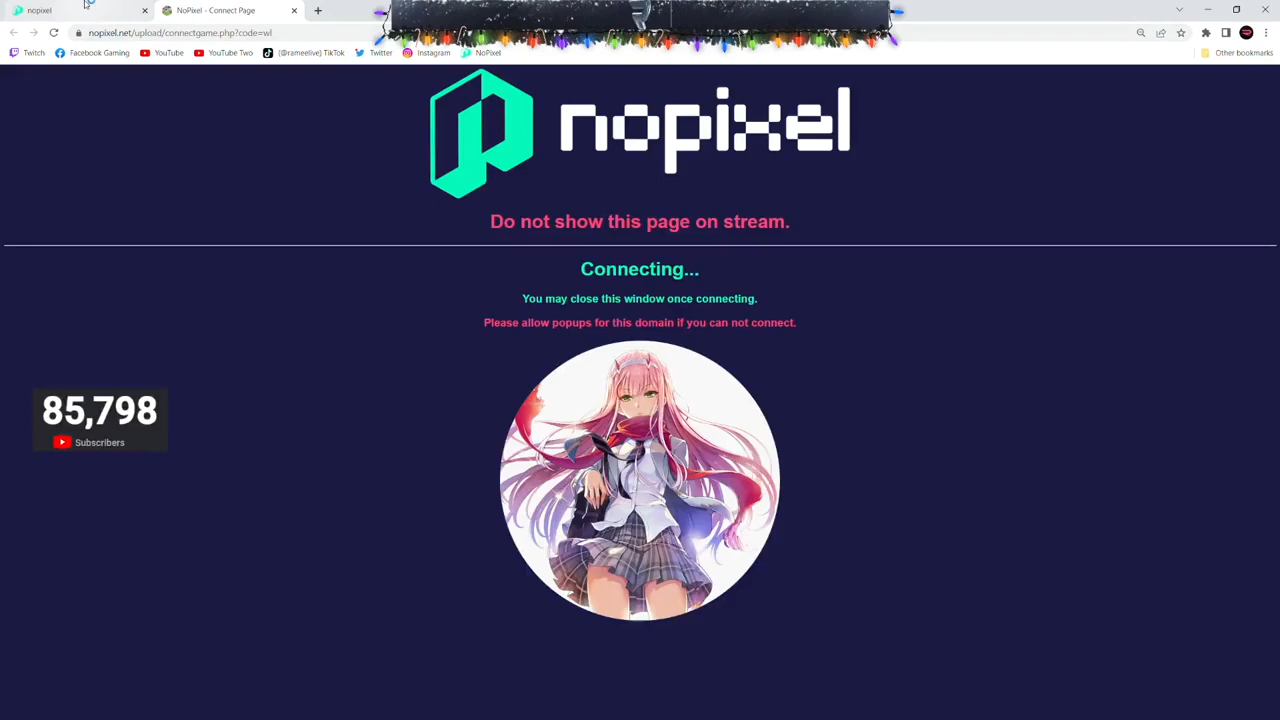 nopixel
NoPixel - Connect Page
nopixel.net/upload/connectgame.php?code=wl
Twitch
Facebook Gaming
YouTube
YouTube Two
(@rameelive) TikTok
Twitter
Instagram
NoPixel
Other bookmarks
nopixel
Do not show this page on stream.
Connecting...
You may close this window once connecting.
Please allow popups for this domain if you can not connect.
85,798
Subscribers